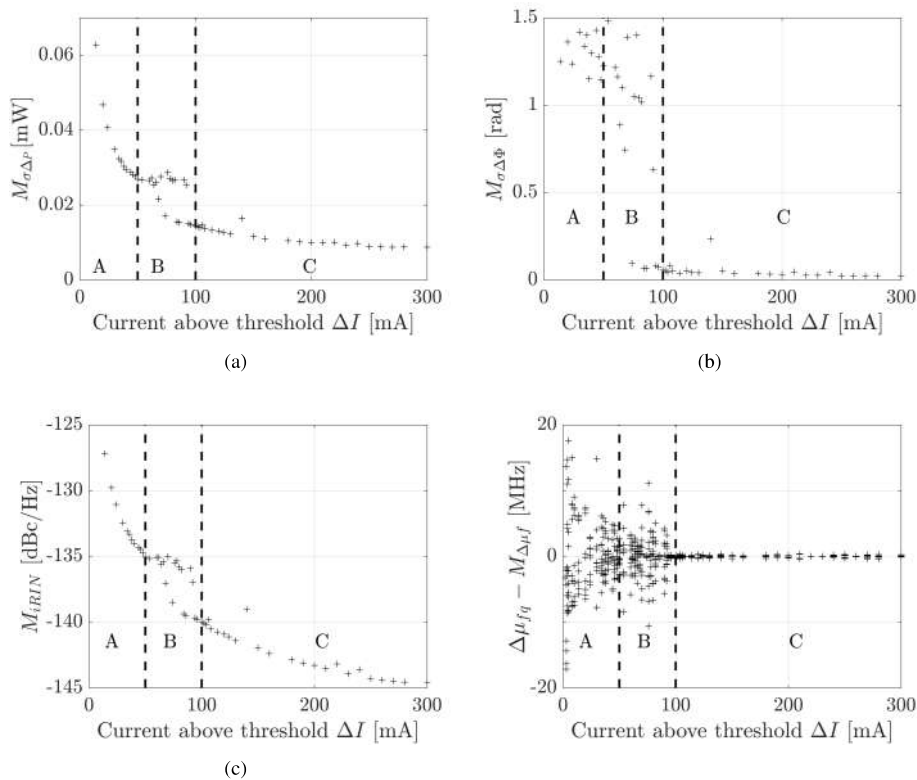 0.06
0.04
0.02
0
M_{σΔP} [mW]
A
B
C
0
100
200
300
Current above threshold ΔI [mA]
(a)
1.5
1
0.5
0
M_{σΔΦ} [rad]
A
B
C
0
100
200
300
Current above threshold ΔI [mA]
(b)
-125
-130
-135
-140
-145
M_{iRIN} [dBc/Hz]
A
B
C
0
100
200
300
Current above threshold ΔI [mA]
(c)
20
0
-20
Δμ_{fq} − M_{Δμf} [MHz]
A
B
C
0
100
200
300
Current above threshold ΔI [mA]